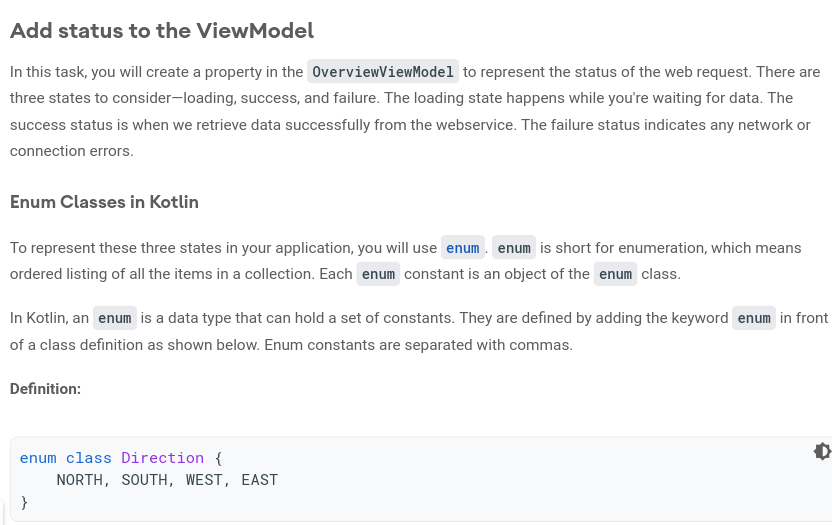 Add status to the ViewModel
In this task, you will create a property in the OverviewViewModel to represent the status of the web request. There are
three states to consider—loading, success, and failure. The loading state happens while you're waiting for data. The
success status is when we retrieve data successfully from the webservice. The failure status indicates any network or
connection errors.
Enum Classes in Kotlin
To represent these three states in your application, you will use enum. enum is short for enumeration, which means
ordered listing of all the items in a collection. Each enum constant is an object of the enum class.
In Kotlin, an enum is a data type that can hold a set of constants. They are defined by adding the keyword enum in front
of a class definition as shown below. Enum constants are separated with commas.
Definition:
enum class Direction {
    NORTH, SOUTH, WEST, EAST
}